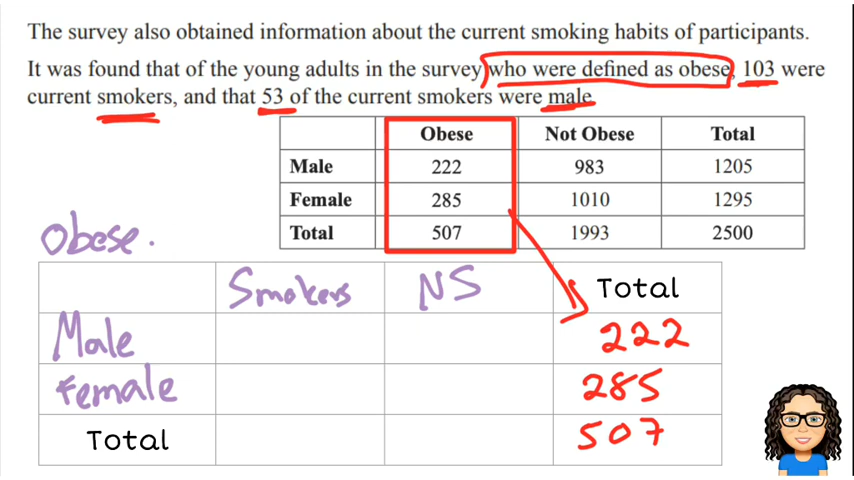 The survey also obtained information about the current smoking habits of participants.
It was found that of the young adults in the survey who were defined as obese, 103 were
current smokers, and that 53 of the current smokers were male
Obese Not Obese Total
Male 222 983 1205
Female 285 1010 1295
Total 507 1993 2500
Obese.
Smokers NS Total
Male 222
Female 285
Total 507